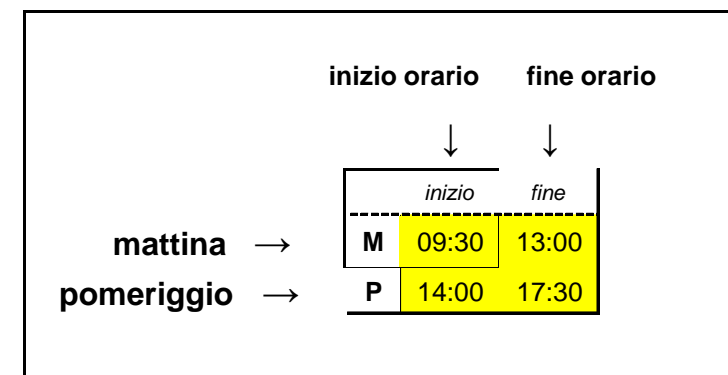 inizio orario fine orario
↓ ↓
inizio fine
mattina → M 09:30 13:00
pomeriggio → P 14:00 17:30